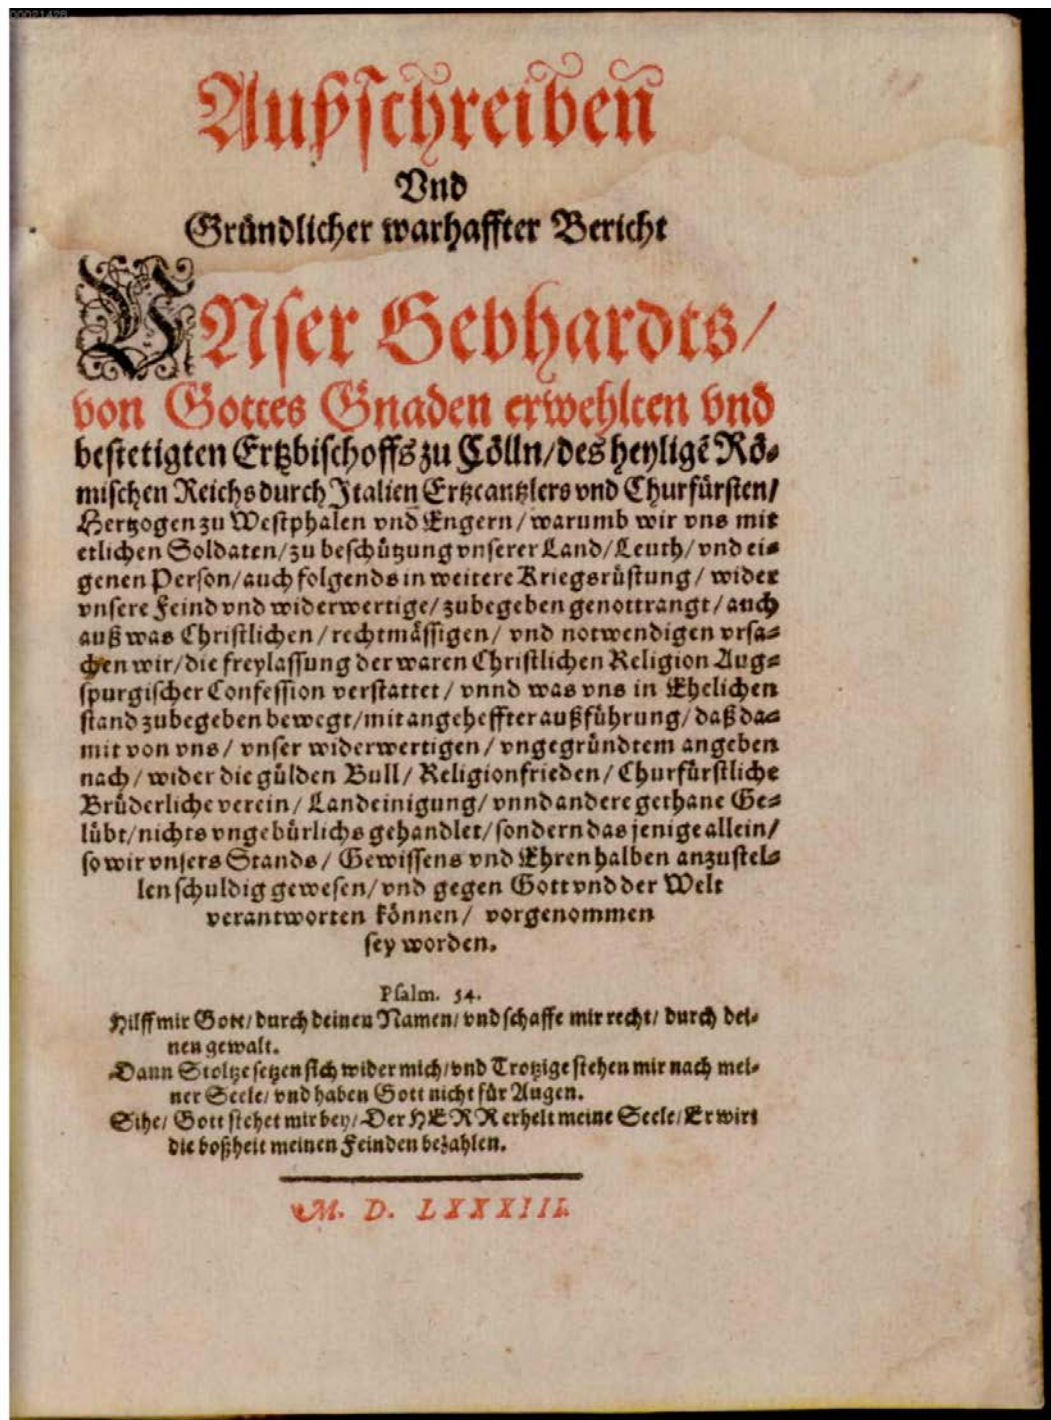 00021428
Außschreiben
Vnd
Gründlicher warhaffter Bericht
VNser Gebhardts/
von Gottes Gnaden erwehlten vnd
bestetigten Ertzbischoffs zu Cölln/ des heyligẽ Rö-
mischen Reichs durch Italien Ertzcantzlers vnd Churfürsten/
Hertzogen zu Westphalen vnd Engern/ warumb wir vns mit
etlichen Soldaten/ zu beschützung vnserer Land/ Leuth/ vnd ei-
genen Person/ auch folgends in weitere Kriegsrüstung/ wider
vnsere Feind vnd widerwertige/ zubegeben genottrangt/ auch
auß was Christlichen/ rechtmässigen/ vnd notwendigen vrsa-
chen wir/ die freylassung der waren Christlichen Religion Aug-
spurgischer Confession verstattet/ vnnd was vns in Ehelichen
stand zubegeben bewegt/ mit angeheffter außführung/ daß da-
mit von vns/ vnser widerwertigen/ vngegründtem angeben
nach/ wider die gülden Bull/ Religionfrieden/ Churfürstliche
Brüderliche verein/ Landeinigung/ vnnd andere gethane Ge-
lübt/ nichts vngebürlichs gehandlet/ sondern das jenige allein/
so wir vnsers Stands/ Gewissens vnd Ehren halben anzustel-
len schuldig gewesen/ vnd gegen Gott vnd der Welt
verantworten können/ vorgenommen
sey worden.
Psalm. 54.
Hilff mir Gott/ durch deinen Namen/ vnd schaffe mir recht/ durch dei-
nen gewalt.
Dann Stoltze setzen sich wider mich/ vnd Trotzige stehen mir nach mei-
ner Seele/ vnd haben Gott nicht für Augen.
Sihe/ Gott stehet mir bey/ Der HERR erhelt meine Seele/ Er wirt
die boßheit meinen Feinden bezahlen.
M. D. LXXXIII.